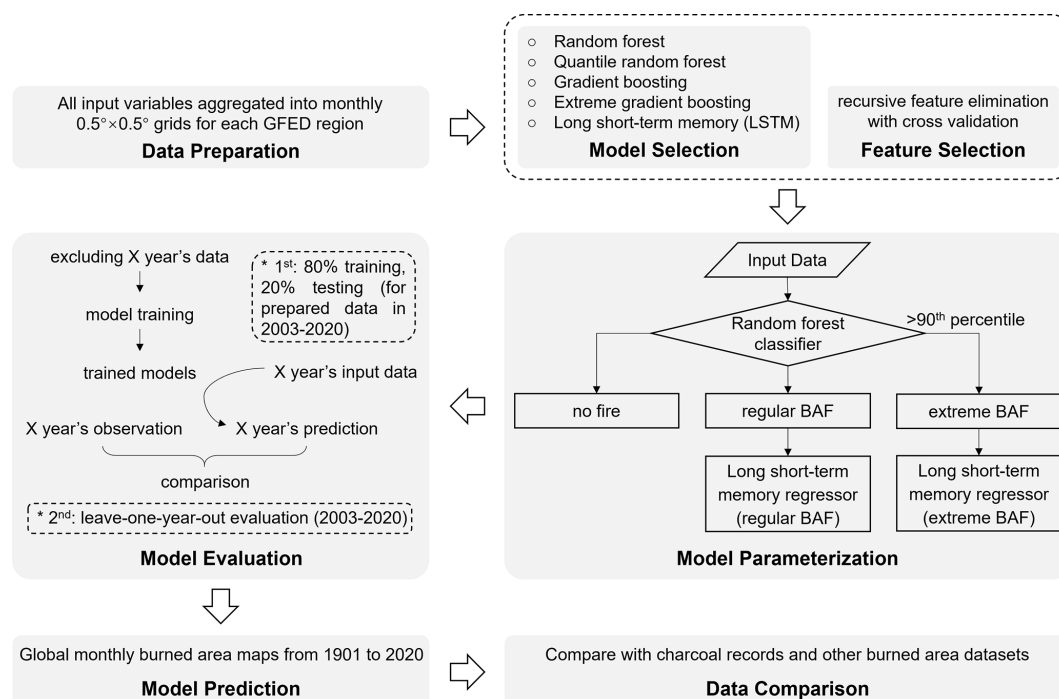 All input variables aggregated into monthly
0.5°×0.5° grids for each GFED region
Data Preparation
○ Random forest
○ Quantile random forest
○ Gradient boosting
○ Extreme gradient boosting
○ Long short-term memory (LSTM)
Model Selection
recursive feature elimination
with cross validation
Feature Selection
Input Data
Random forest
classifier
>90th percentile
no fire
regular BAF
extreme BAF
Long short-term
memory regressor
(regular BAF)
Long short-term
memory regressor
(extreme BAF)
Model Parameterization
excluding X year's data
model training
trained models
* 1st: 80% training,
20% testing (for
prepared data in
2003-2020)
X year's input data
X year's observation
X year's prediction
comparison
* 2nd: leave-one-year-out evaluation (2003-2020)
Model Evaluation
Global monthly burned area maps from 1901 to 2020
Model Prediction
Compare with charcoal records and other burned area datasets
Data Comparison